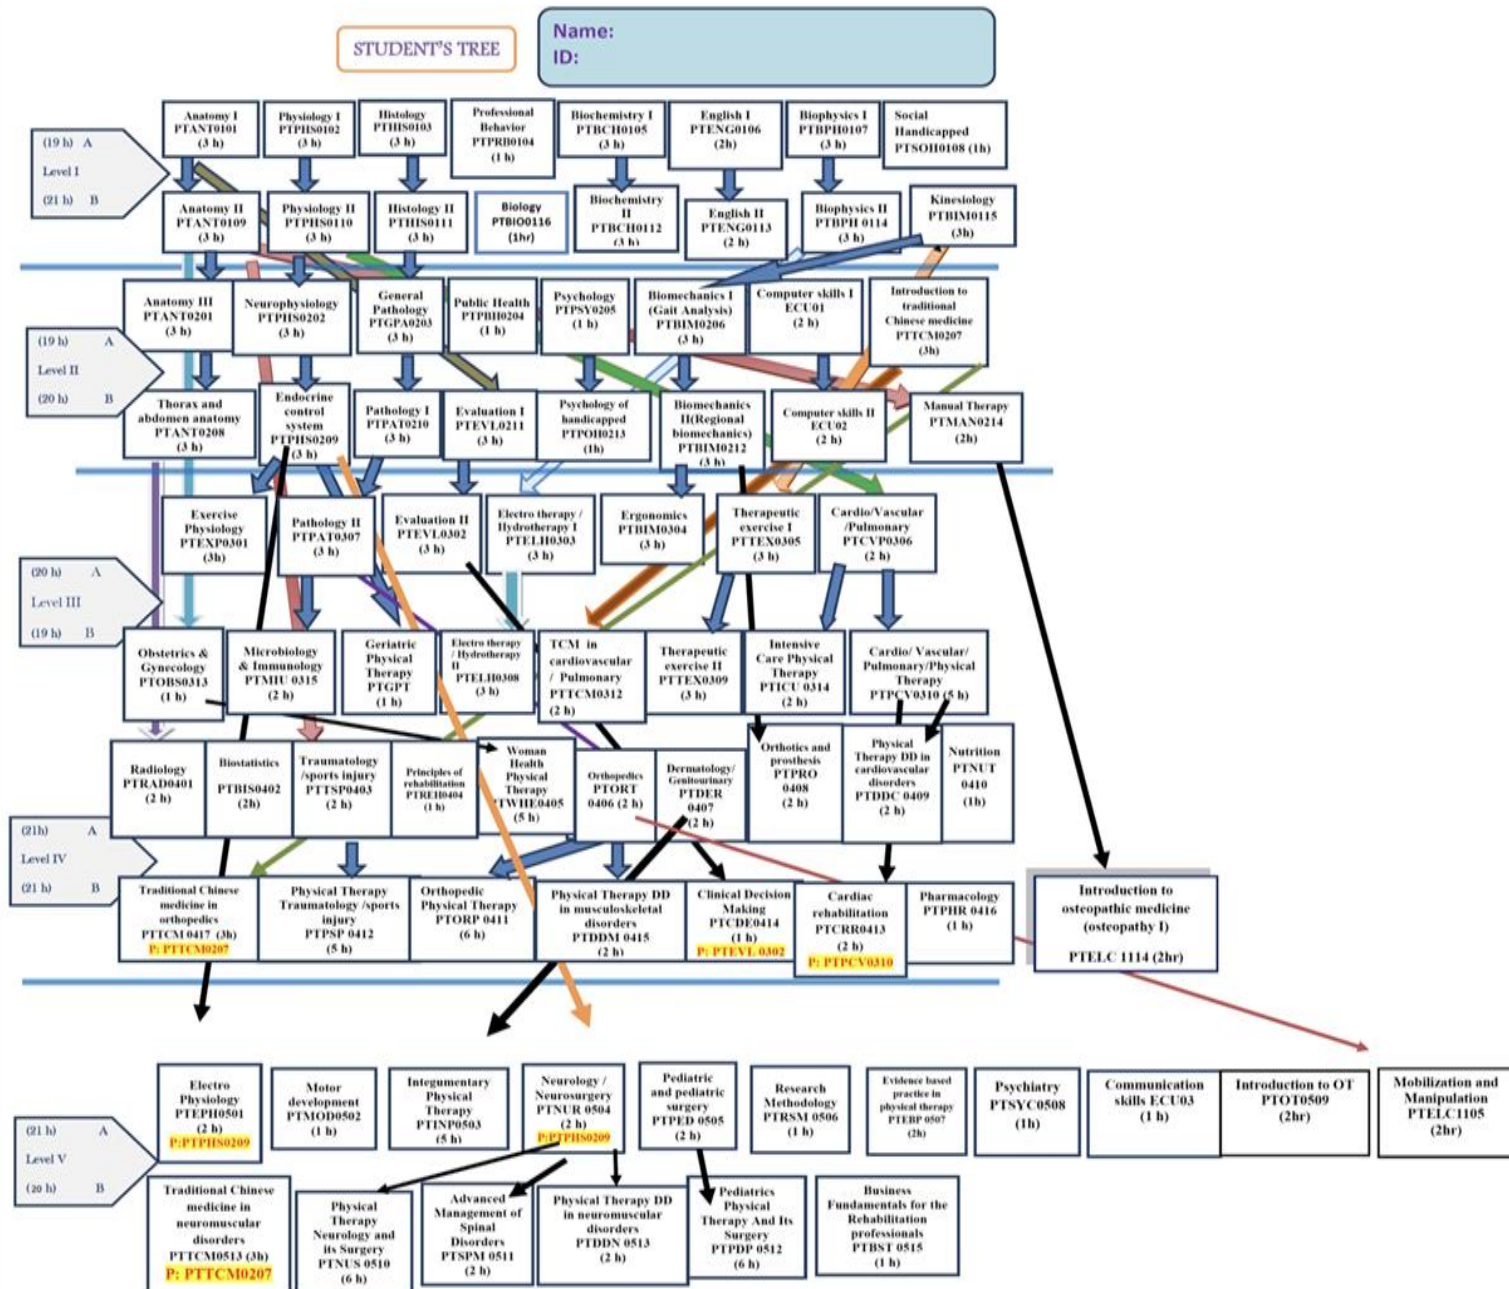 STUDENT'S TREE
Name:
ID:
(19 h) A
Level I
(21 h) B
Anatomy I
PTANT0101
(3 h)
Physiology I
PTPHS0102
(3 h)
Histology
PTHIS0103
(3 h)
Professional
Behavior
PTPRB0104
(1 h)
Biochemistry I
PTBCH0105
(3 h)
English I
PTENG0106
(2h)
Biophysics I
PTBPH0107
(3 h)
Social
Handicapped
PTSOH0108 (1h)
Anatomy II
PTANT0109
(3 h)
Physiology II
PTPHS0110
(3 h)
Histology II
PTHIS0111
(3 h)
Biology
PTBIO0116
(1hr)
Biochemistry
II
PTBCH0112
(3 h)
English II
PTENG0113
(2 h)
Biophysics II
PTBPH 0114
(3 h)
Kinesiology
PTBIM0115
(3h)
(19 h) A
Level II
(20 h) B
Anatomy III
PTANT0201
(3 h)
Neurophysiology
PTPHS0202
(3 h)
General
Pathology
PTGPA0203
(3 h)
Public Health
PTPBH0204
(1 h)
Psychology
PTPSY0205
(1 h)
Biomechanics I
(Gait Analysis)
PTBIM0206
(3 h)
Computer skills I
ECU01
(2 h)
Introduction to
traditional
Chinese medicine
PTTCM0207
(3h)
Thorax and
abdomen anatomy
PTANT0208
(3 h)
Endocrine
control
system
PTPHS0209
(3 h)
Pathology I
PTPAT0210
(3 h)
Evaluation I
PTEVL0211
(3 h)
Psychology of
handicapped
PTPOH0213
(1h)
Biomechanics
II(Regional
biomechanics)
PTBIM0212
(3 h)
Computer skills II
ECU02
(2 h)
Manual Therapy
PTMAN0214
(2h)
(20 h) A
Level III
(19 h) B
Exercise
Physiology
PTEXP0301
(3h)
Pathology II
PTPAT0307
(3 h)
Evaluation II
PTEVL0302
(3 h)
Electro therapy /
Hydrotherapy I
PTELH0303
(3 h)
Ergonomics
PTBIM0304
(3 h)
Therapeutic
exercise I
PTTEX0305
(3 h)
Cardio/Vascular
/Pulmonary
PTCVP0306
(2 h)
Obstetrics &
Gynecology
PTOBS0313
(1 h)
Microbiology
& Immunology
PTMIU 0315
(2 h)
Geriatric
Physical
Therapy
PTGPT
(1 h)
Electro therapy
/ Hydrotherapy
II
PTELH0308
(3 h)
TCM in
cardiovascular
/ Pulmonary
PTTCM0312
(2 h)
Therapeutic
exercise II
PTTEX0309
(3 h)
Intensive
Care Physical
Therapy
PTICU 0314
(2 h)
Cardio/ Vascular/
Pulmonary/Physical
Therapy
PTPCV0310 (5 h)
(21h) A
Level IV
(21 h) B
Radiology
PTRAD0401
(2 h)
Biostatistics
PTBIS0402
(2h)
Traumatology
/sports injury
PTTSP0403
(2 h)
Principles of
rehabilitation
PTREH0404
(1 h)
Woman
Health
Physical
Therapy
PTWHE0405
(5 h)
Orthopedics
PTORT
0406 (2 h)
Dermatology/
Genitourinary
PTDER
0407
(2 h)
Orthotics and
prosthesis
PTPRO
0408
(2 h)
Physical
Therapy DD in
cardiovascular
disorders
PTDDC 0409
(2 h)
Nutrition
PTNUT
0410
(1h)
Traditional Chinese
medicine in
orthopedics
PTTCM 0417 (3h)
P: PTTCM0207
Physical Therapy
Traumatology /sports
injury
PTPSP 0412
(5 h)
Orthopedic
Physical Therapy
PTORP 0411
(6 h)
Physical Therapy DD
in musculoskeletal
disorders
PTDDM 0415
(2 h)
Clinical Decision
Making
PTCDE0414
(1 h)
P: PTEVL 0302
Cardiac
rehabilitation
PTCRR0413
(2 h)
P: PTPCV0310
Pharmacology
PTPHR 0416
(1 h)
Introduction to
osteopathic medicine
(osteopathy I)
PTELC 1114 (2hr)
(21 h) A
Level V
(20 h) B
Electro
Physiology
PTEPH0501
(2 h)
P:PTPHS0209
Motor
development
PTMOD0502
(1 h)
Integumentary
Physical
Therapy
PTINP0503
(5 h)
Neurology /
Neurosurgery
PTNUR 0504
(2 h)
P:PTPHS0209
Pediatric
and pediatric
surgery
PTPED 0505
(2 h)
Research
Methodology
PTRSM 0506
(1 h)
Evidence based
practice in
physical therapy
PTEBP 0507
(2h)
Psychiatry
PTSYC0508
(1h)
Communication
skills ECU03
(1 h)
Introduction to OT
PTOT0509
(2hr)
Mobilization and
Manipulation
PTELC1105
(2hr)
Traditional Chinese
medicine in
neuromuscular
disorders
PTTCM0513 (3h)
P: PTTCM0207
Physical
Therapy
Neurology and
its Surgery
PTNUS 0510
(6 h)
Advanced
Management of
Spinal
Disorders
PTSPM 0511
(2 h)
Physical Therapy DD
in neuromuscular
disorders
PTDDN 0513
(2 h)
Pediatrics
Physical
Therapy And Its
Surgery
PTPDP 0512
(6 h)
Business
Fundamentals for the
Rehabilitation
professionals
PTBST 0515
(1 h)